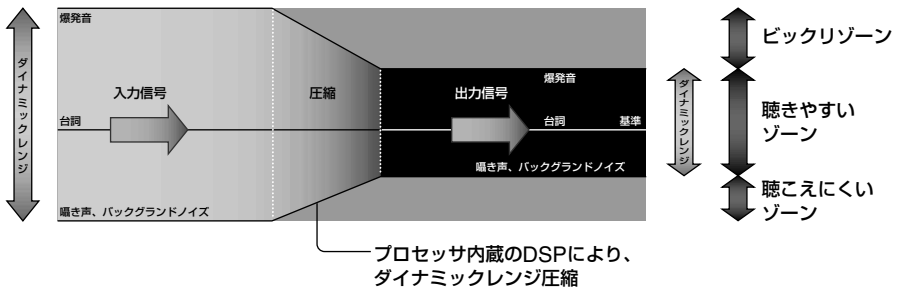 ダイナミックレンジ
爆発音
入力信号
圧縮
台詞
囁き声、バックグランドノイズ
出力信号
爆発音
台詞
基準
囁き声、バックグランドノイズ
ダイナミックレンジ
ビックリゾーン
聴きやすい
ゾーン
聴こえにくい
ゾーン
プロセッサ内蔵のDSPにより、
ダイナミックレンジ圧縮